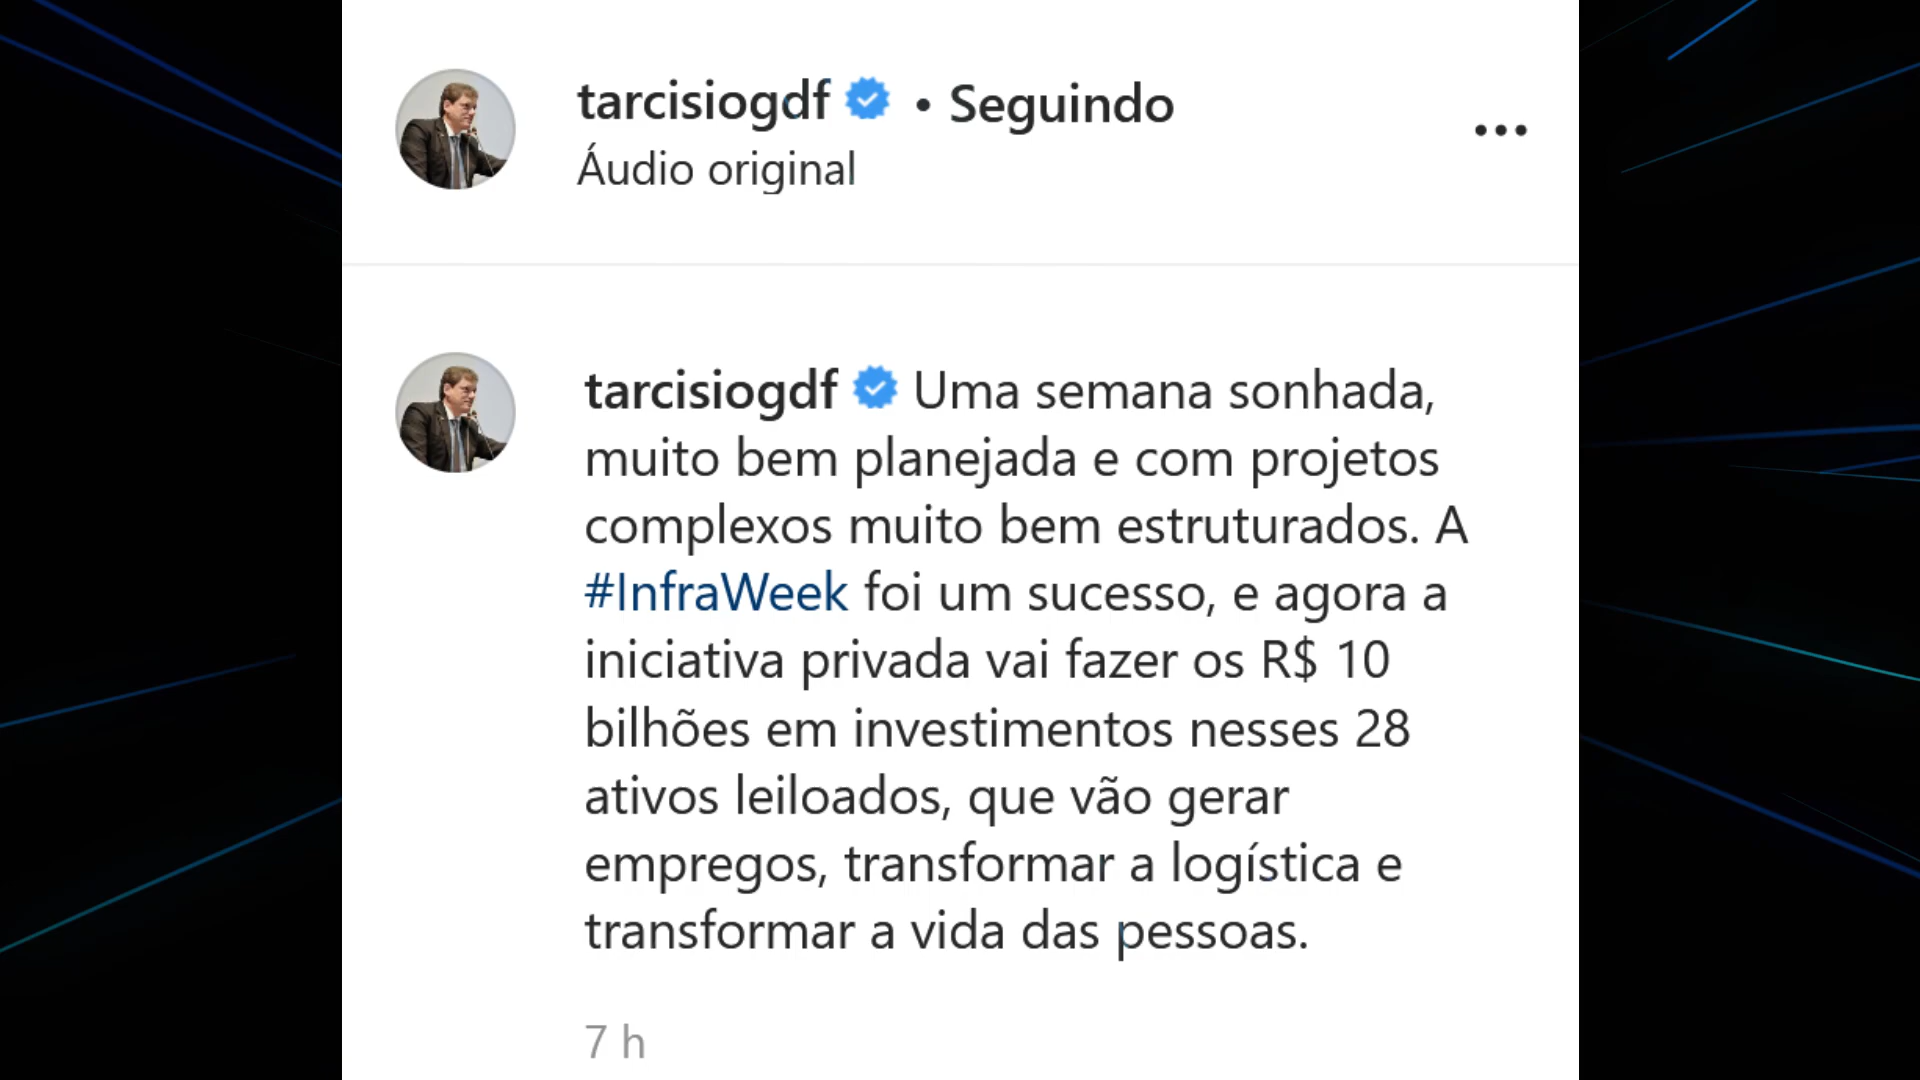 tarcisiogdf • Seguindo
Áudio original
tarcisiogdf Uma semana sonhada,
muito bem planejada e com projetos
complexos muito bem estruturados. A
#InfraWeek foi um sucesso, e agora a
iniciativa privada vai fazer os R$ 10
bilhões em investimentos nesses 28
ativos leiloados, que vão gerar
empregos, transformar a logística e
transformar a vida das pessoas.
7 h